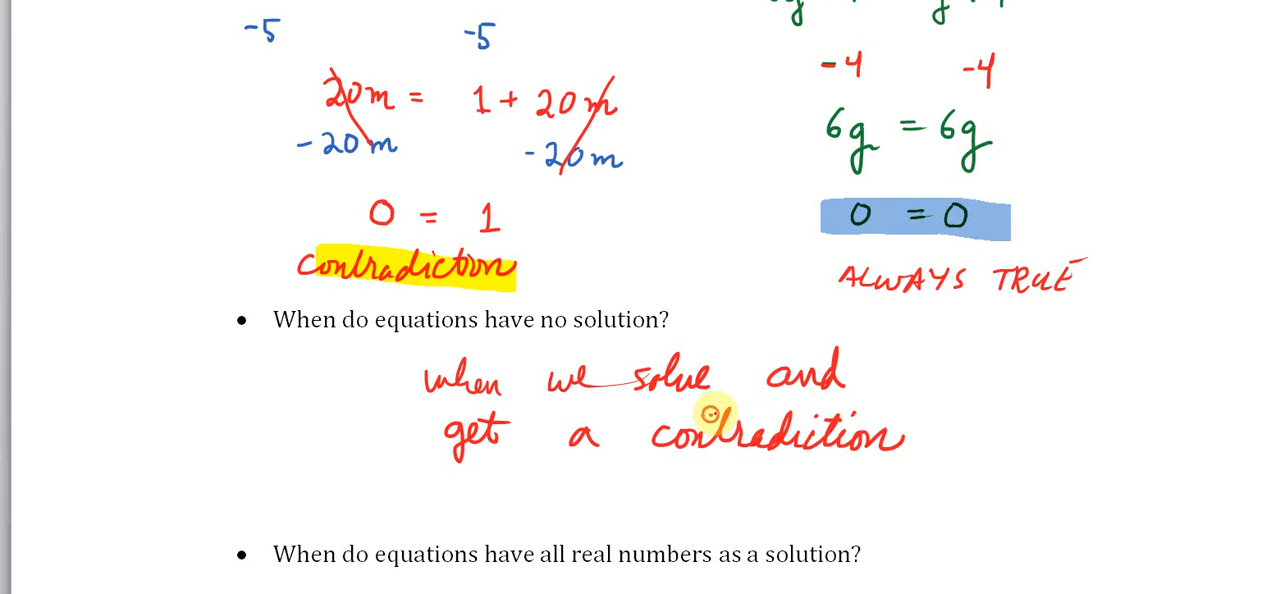 -5 -5
20m = 1 + 20m
-20m -20m
0 = 1
contradiction
-4 -4
6g = 6g
0 = 0
ALWAYS TRUE
• When do equations have no solution?
when we solve and
get a contradiction
• When do equations have all real numbers as a solution?